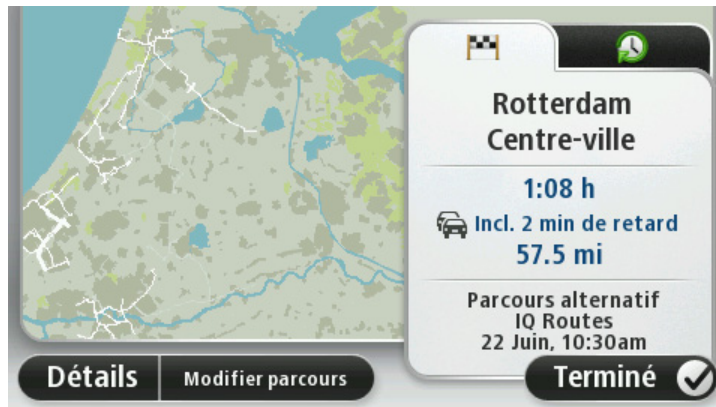 Rotterdam
Centre-ville
1:08 h
Incl. 2 min de retard
57.5 mi
Parcours alternatif
IQ Routes
22 Juin, 10:30am
Détails
Modifier parcours
Terminé